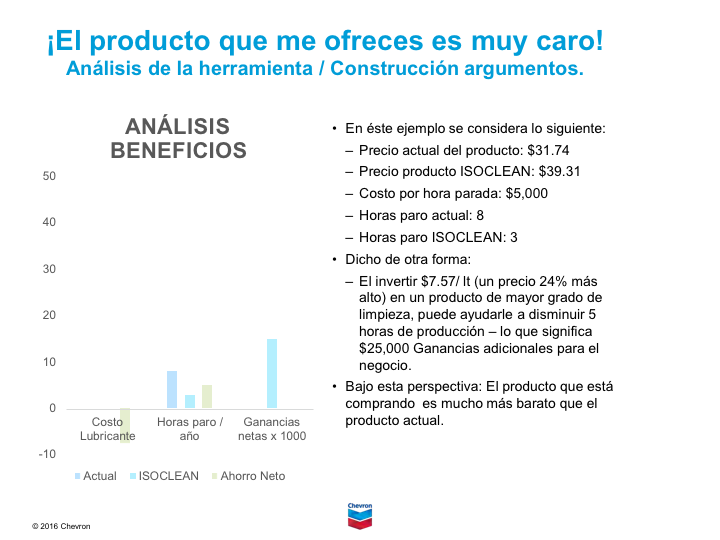 ¡El producto que me ofreces es muy caro!
Análisis de la herramienta / Construcción argumentos.
ANÁLISIS
BENEFICIOS
50
40
30
20
10
0
-10
Costo
Lubricante
Horas paro /
año
Ganancias
netas x 1000
Actual
ISOCLEAN
Ahorro Neto
• En éste ejemplo se considera lo siguiente:
– Precio actual del producto: $31.74
– Precio producto ISOCLEAN: $39.31
– Costo por hora parada: $5,000
– Horas paro actual: 8
– Horas paro ISOCLEAN: 3
• Dicho de otra forma:
– El invertir $7.57/ lt (un precio 24% más
alto) en un producto de mayor grado de
limpieza, puede ayudarle a disminuir 5
horas de producción – lo que significa
$25,000 Ganancias adicionales para el
negocio.
• Bajo esta perspectiva: El producto que está
comprando  es mucho más barato que el
producto actual.
© 2016 Chevron
Chevron